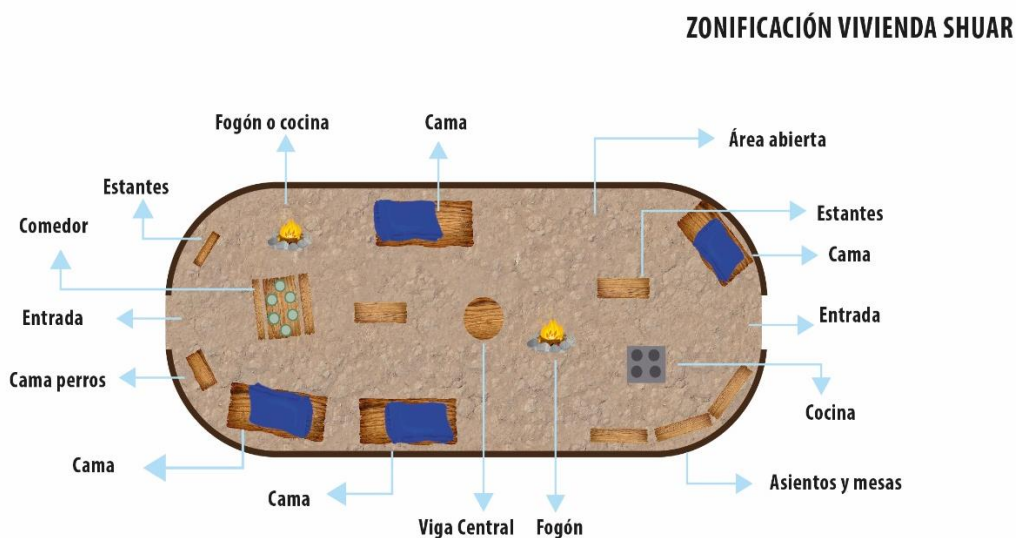 ZONIFICACIÓN VIVIENDA SHUAR
Fogón o cocina
Cama
Área abierta
Estantes
Estantes
Comedor
Cama
Entrada
Entrada
Cama perros
Cocina
Cama
Cama
Asientos y mesas
Viga Central
Fogón